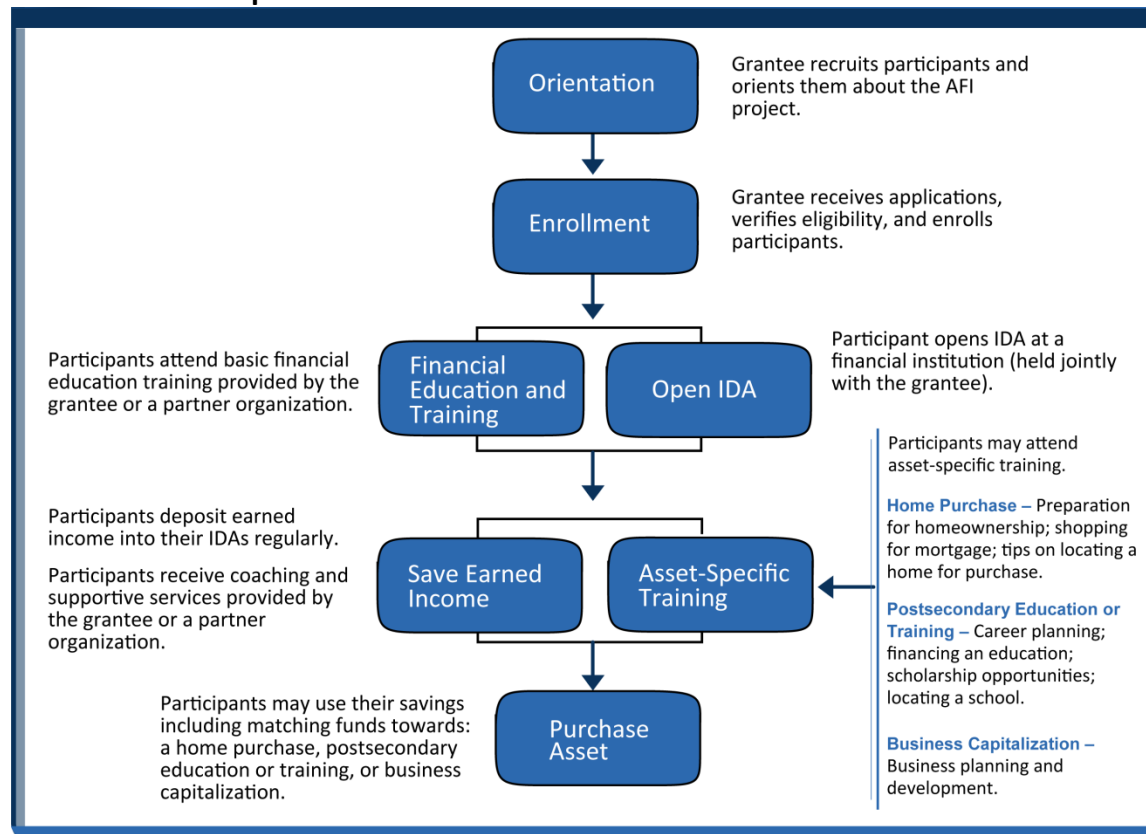 Orientation
Grantee recruits participants and
orients them about the AFI
project.
Enrollment
Grantee receives applications,
verifies eligibility, and enrolls
participants.
Participants attend basic financial
education training provided by the
grantee or a partner organization.
Financial
Education and
Training
Open IDA
Participant opens IDA at a
financial institution (held jointly
with the grantee).
Participants deposit earned
income into their IDAs regularly.
Participants receive coaching and
supportive services provided by
the grantee or a partner
organization.
Save Earned
Income
Asset-Specific
Training
Participants may attend
asset-specific training.
Home Purchase – Preparation
for homeownership; shopping
for mortgage; tips on locating a
home for purchase.
Postsecondary Education or
Training – Career planning;
financing an education;
scholarship opportunities;
locating a school.
Business Capitalization –
Business planning and
development.
Participants may use their savings
including matching funds towards:
a home purchase, postsecondary
education or training, or business
capitalization.
Purchase
Asset